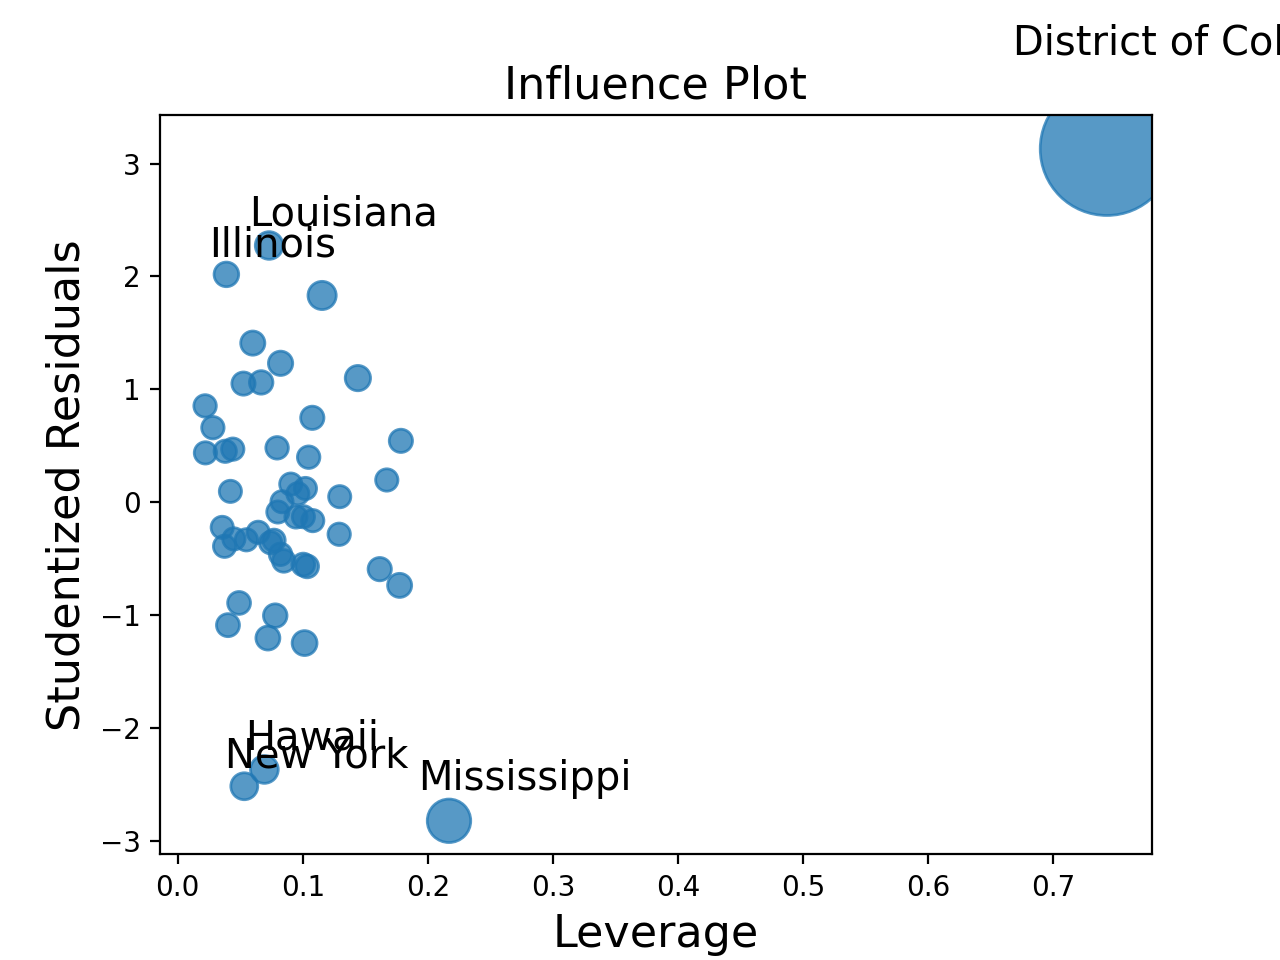 District of Col
Influence Plot
Louisiana
Illinois
Hawaii
New York
Mississippi
Studentized Residuals
3
2
1
0
−1
−2
−3
0.0 0.1 0.2 0.3 0.4 0.5 0.6 0.7
Leverage